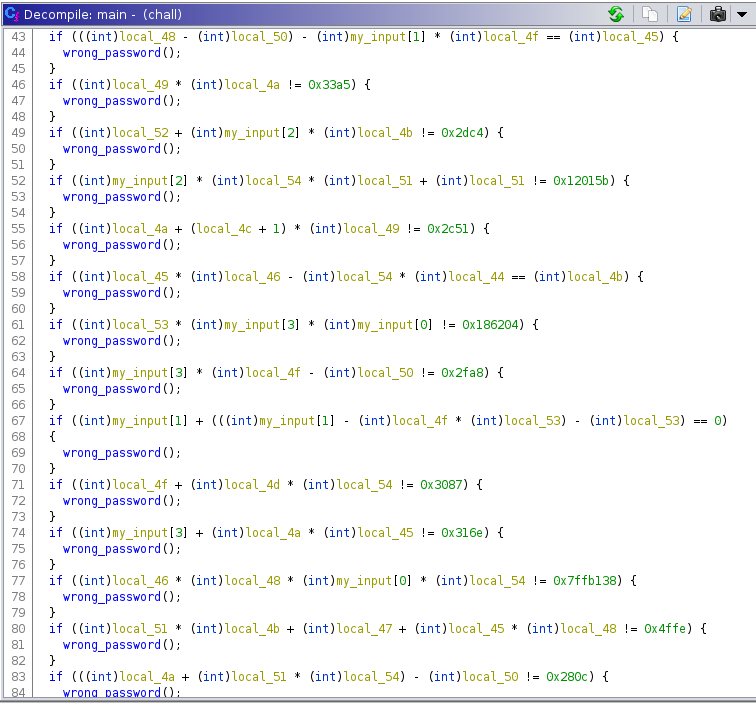 Decompile: main - (chall)
43 if (((int)local_48 - (int)local_50) - (int)my_input[1] * (int)local_4f == (int)local_45) {
44 wrong_password();
45 }
46 if ((int)local_49 * (int)local_4a != 0x33a5) {
47 wrong_password();
48 }
49 if ((int)local_52 + (int)my_input[2] * (int)local_4b != 0x2dc4) {
50 wrong_password();
51 }
52 if ((int)my_input[2] * (int)local_54 * (int)local_51 + (int)local_51 != 0x12015b) {
53 wrong_password();
54 }
55 if ((int)local_4a + (local_4c + 1) * (int)local_49 != 0x2c51) {
56 wrong_password();
57 }
58 if ((int)local_45 * (int)local_46 - (int)local_54 * (int)local_44 == (int)local_4b) {
59 wrong_password();
60 }
61 if ((int)local_53 * (int)my_input[3] * (int)my_input[0] != 0x186204) {
62 wrong_password();
63 }
64 if ((int)my_input[3] * (int)local_4f - (int)local_50 != 0x2fa8) {
65 wrong_password();
66 }
67 if ((int)my_input[1] + (((int)my_input[1] - (int)local_4f * (int)local_53) - (int)local_53) == 0)
68 {
69 wrong_password();
70 }
71 if ((int)local_4f + (int)local_4d * (int)local_54 != 0x3087) {
72 wrong_password();
73 }
74 if ((int)my_input[3] + (int)local_4a * (int)local_45 != 0x316e) {
75 wrong_password();
76 }
77 if ((int)local_46 * (int)local_48 * (int)my_input[0] * (int)local_54 != 0x7ffb138) {
78 wrong_password();
79 }
80 if ((int)local_51 * (int)local_4b + (int)local_47 + (int)local_45 * (int)local_48 != 0x4ffe) {
81 wrong_password();
82 }
83 if (((int)local_4a + (int)local_51 * (int)local_54) - (int)local_50 != 0x280c) {
84 wrong_password();